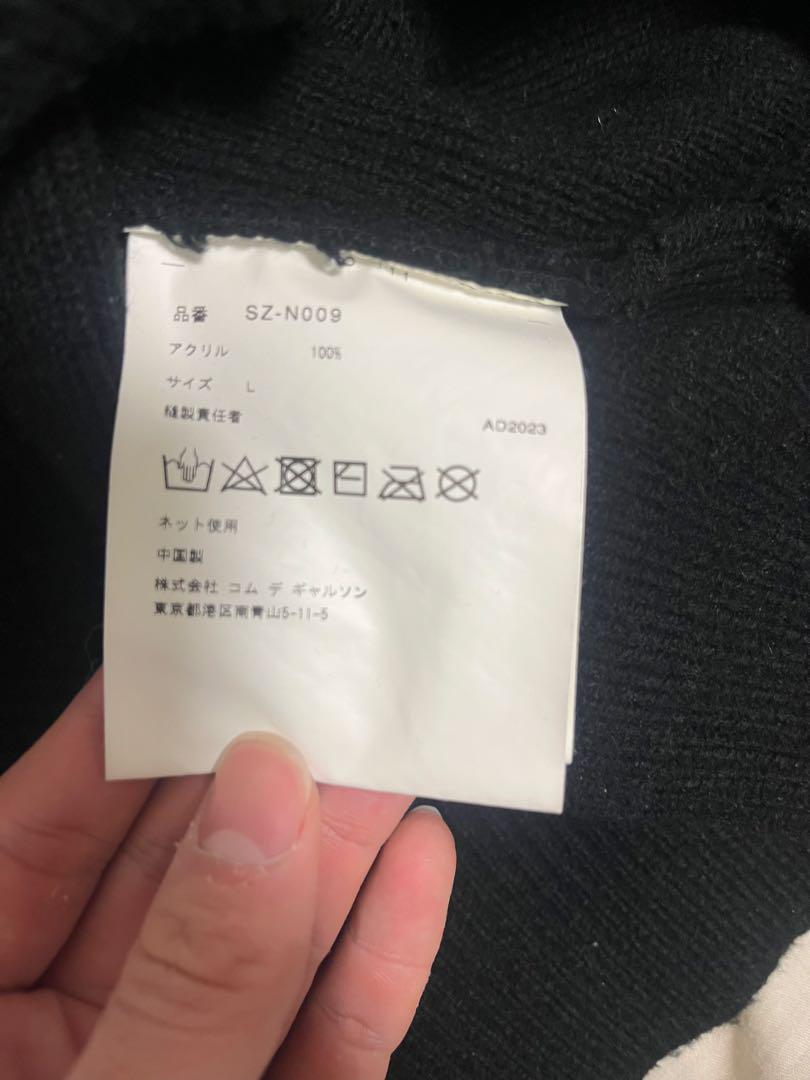 品番 SZ-N009
アクリル 100%
サイズ L
縫製責任者 AD2023
ネット使用
中国製
株式会社 コム デ ギャルソン
東京都港区南青山5-11-5